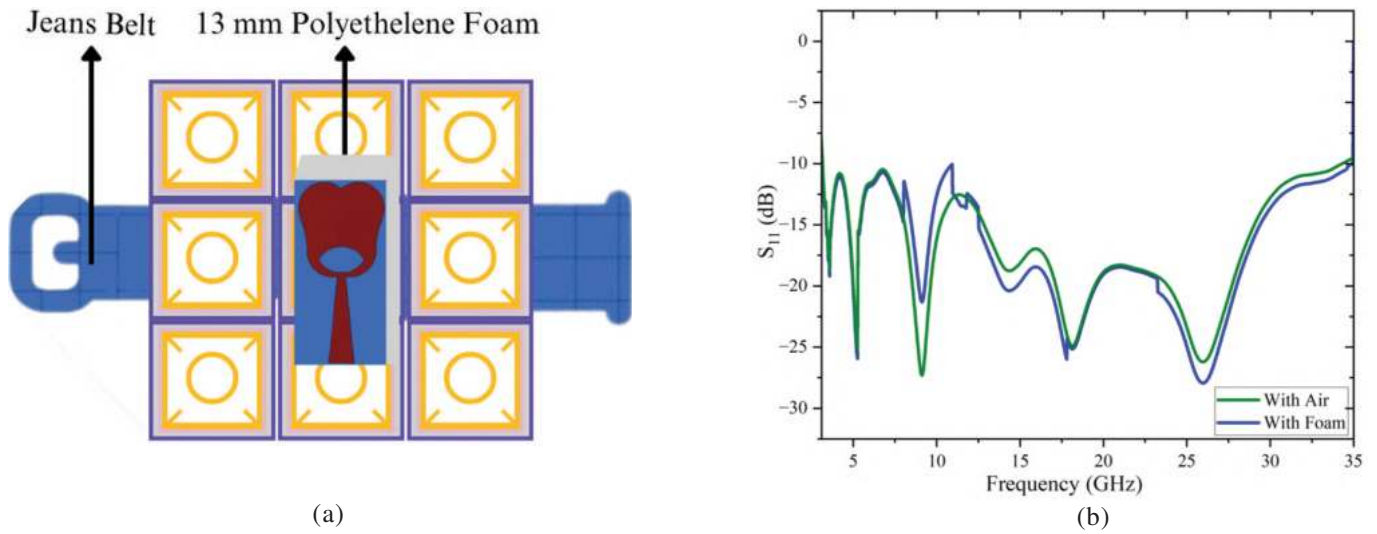 Jeans Belt
13 mm Polyethelene Foam
(a)
0
−5
−10
−15
−20
−25
−30
S11 (dB)
5
10
15
20
25
30
35
Frequency (GHz)
With Air
With Foam
(b)